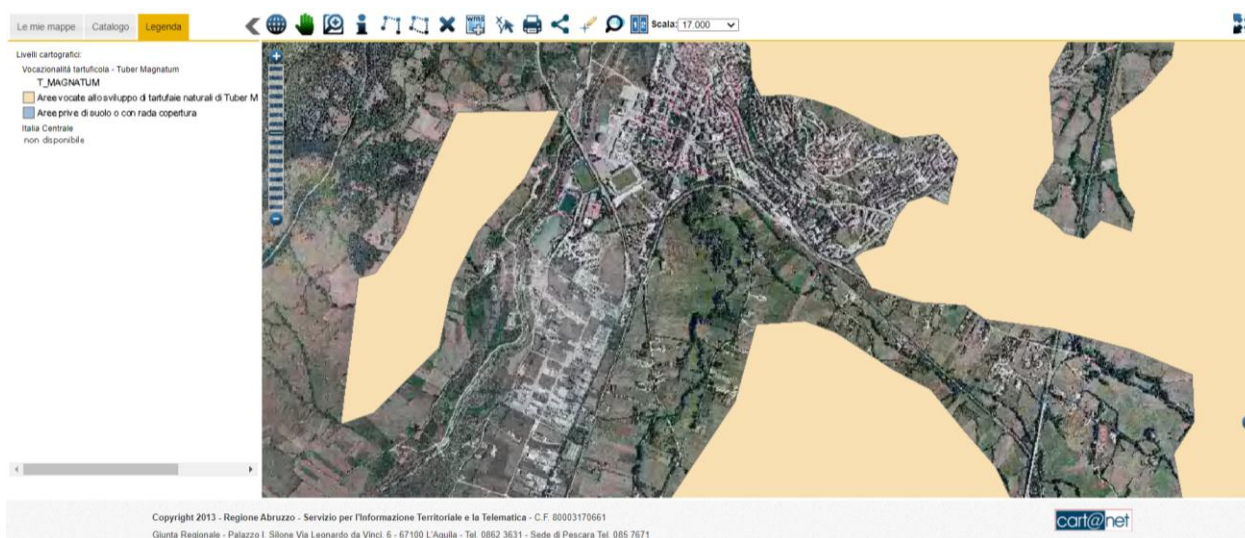 Le mie mappe Catalogo Legenda
wms
Scala: 17.000
Livelli cartografici:
Vocazionalità tartuficola - Tuber Magnatum
T_MAGNATUM
Aree vocate allo sviluppo di tartufaie naturali di Tuber M
Aree prive di suolo o con rada copertura
Italia Centrale
non disponibile
Copyright 2013 - Regione Abruzzo - Servizio per l'Informazione Territoriale e la Telematica - C.F. 80003170661
Giunta Regionale - Palazzo I. Silone Via Leonardo da Vinci, 6 - 67100 L'Aquila - Tel. 0862 3631 - Sede di Pescara Tel. 085 7671
cart@net